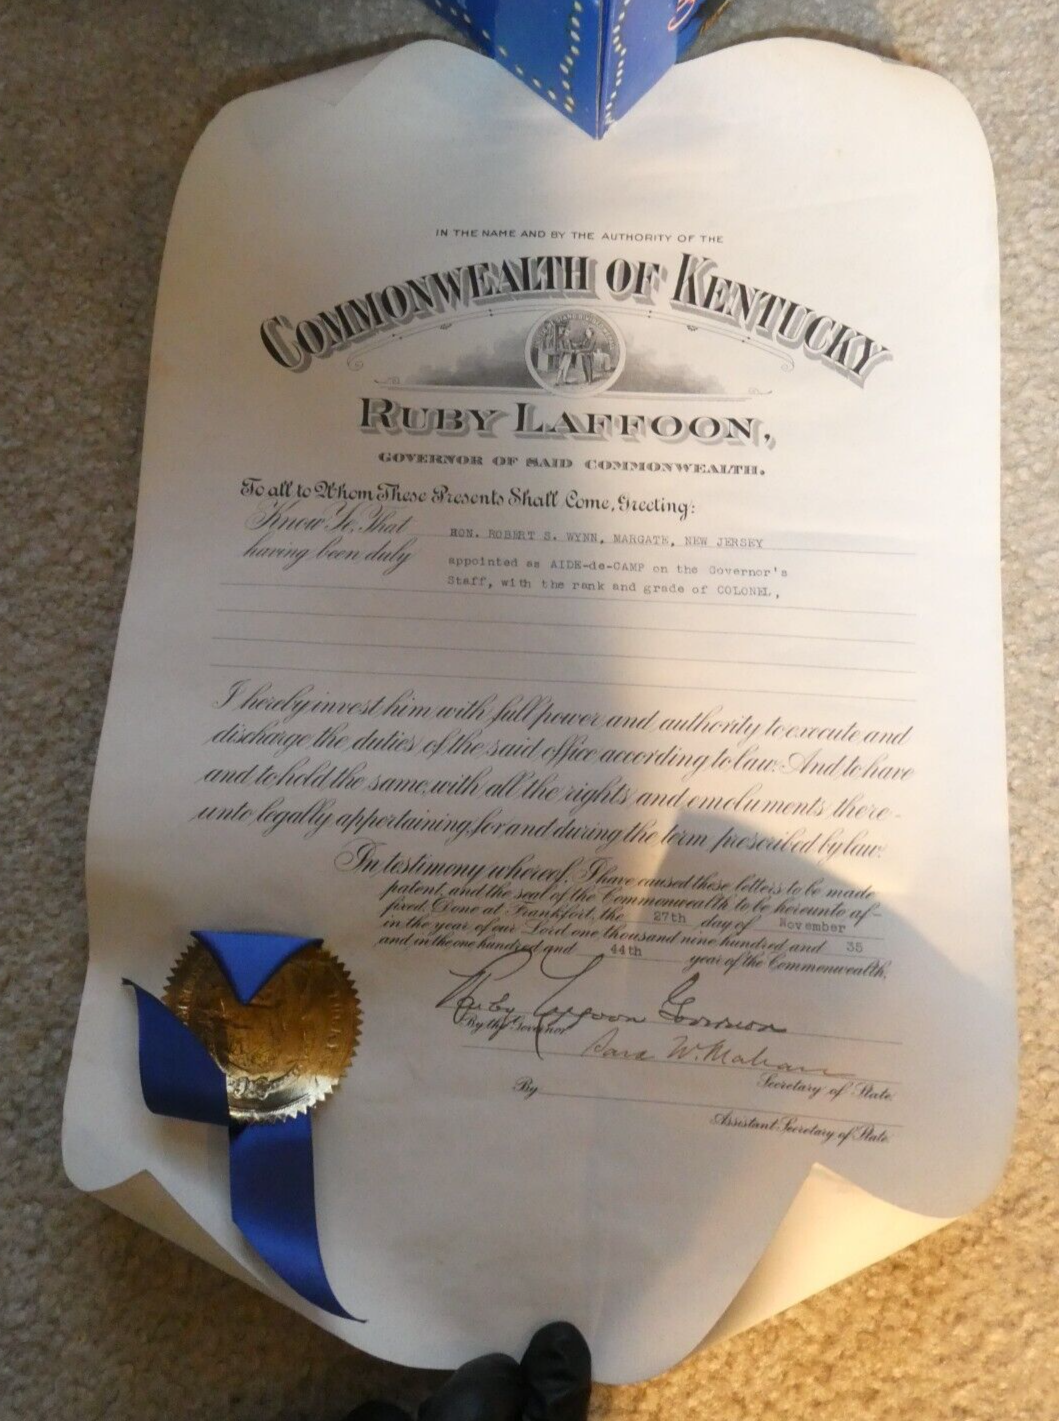 IN THE NAME AND BY THE AUTHORITY OF THE
COMMONWEALTH OF KENTUCKY
RUBY LAFFOON,
GOVERNOR OF SAID COMMONWEALTH.
To all to Whom These Presents Shall Come, Greeting:
Know Ye, That HON. ROBERT S. WYNN, MARGATE, NEW JERSEY
having been duly appointed as AIDE-de-CAMP on the Governor's
Staff, with the rank and grade of COLONEL,
I hereby invest him with full power and authority to execute and
discharge the duties of the said office according to law. And to have
and to hold the same, with all the rights and emoluments there-
unto legally appertaining, for and during the term prescribed by law.
In testimony whereof, I have caused these letters to be made
patent, and the seal of the Commonwealth to be hereunto af-
fixed. Done at Frankfort, the 27th day of November
in the year of our Lord one thousand nine hundred and 35
and in the one hundred and 44th year of the Commonwealth.
Ruby Laffoon Governor
By the Governor
Sara W. Mahan
Secretary of State.
By
Assistant Secretary of State.